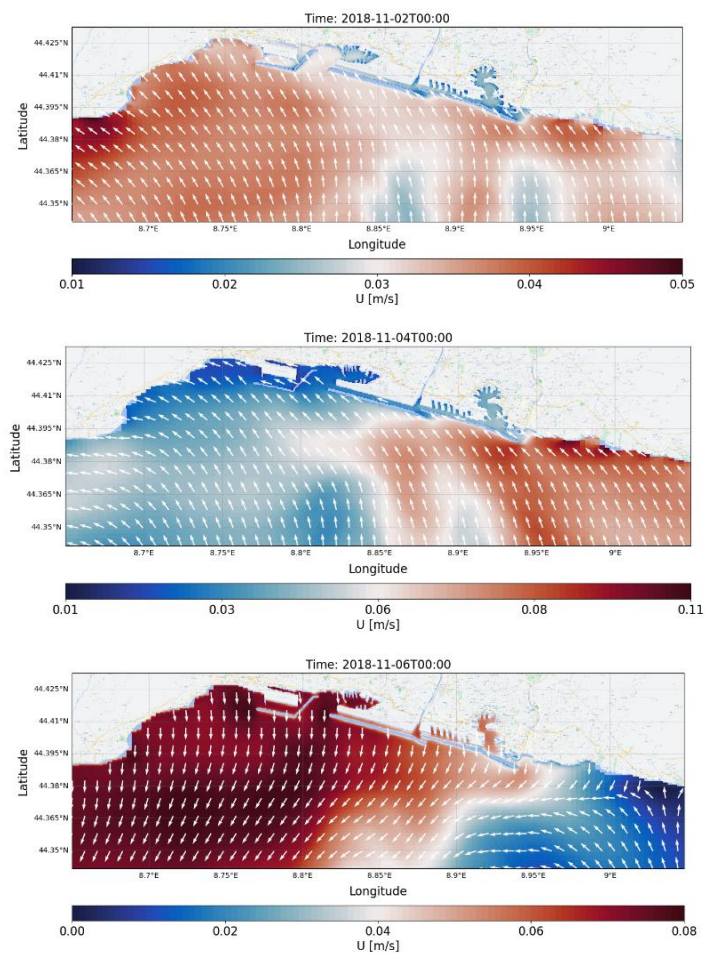 Time: 2018-11-02T00:00
44.425°N
44.41°N
44.395°N
44.38°N
44.365°N
44.35°N
Latitude
8.7°E 8.75°E 8.8°E 8.85°E 8.9°E 8.95°E 9°E
Longitude
0.01 0.02 0.03 0.04 0.05
U [m/s]
Time: 2018-11-04T00:00
44.425°N
44.41°N
44.395°N
44.38°N
44.365°N
44.35°N
Latitude
8.7°E 8.75°E 8.8°E 8.85°E 8.9°E 8.95°E 9°E
Longitude
0.01 0.03 0.06 0.08 0.11
U [m/s]
Time: 2018-11-06T00:00
44.425°N
44.41°N
44.395°N
44.38°N
44.365°N
44.35°N
Latitude
8.7°E 8.75°E 8.8°E 8.85°E 8.9°E 8.95°E 9°E
Longitude
0.00 0.02 0.04 0.06 0.08
U [m/s]